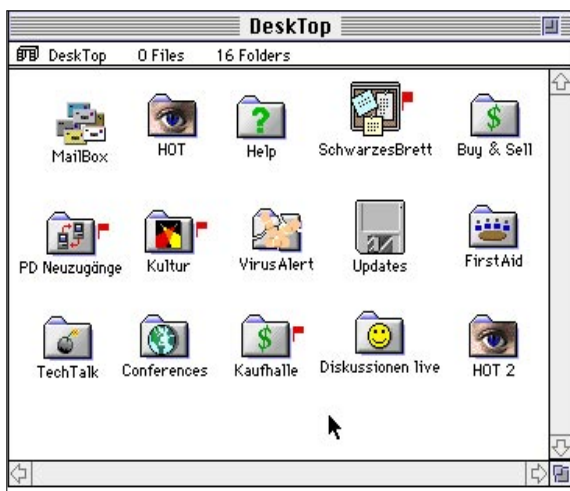 DeskTop
DeskTop 0 Files 16 Folders
MailBox HOT Help SchwarzesBrett Buy & Sell
PD Neuzugänge Kultur VirusAlert Updates FirstAid
TechTalk Conferences Kaufhalle Diskussionen live HOT 2